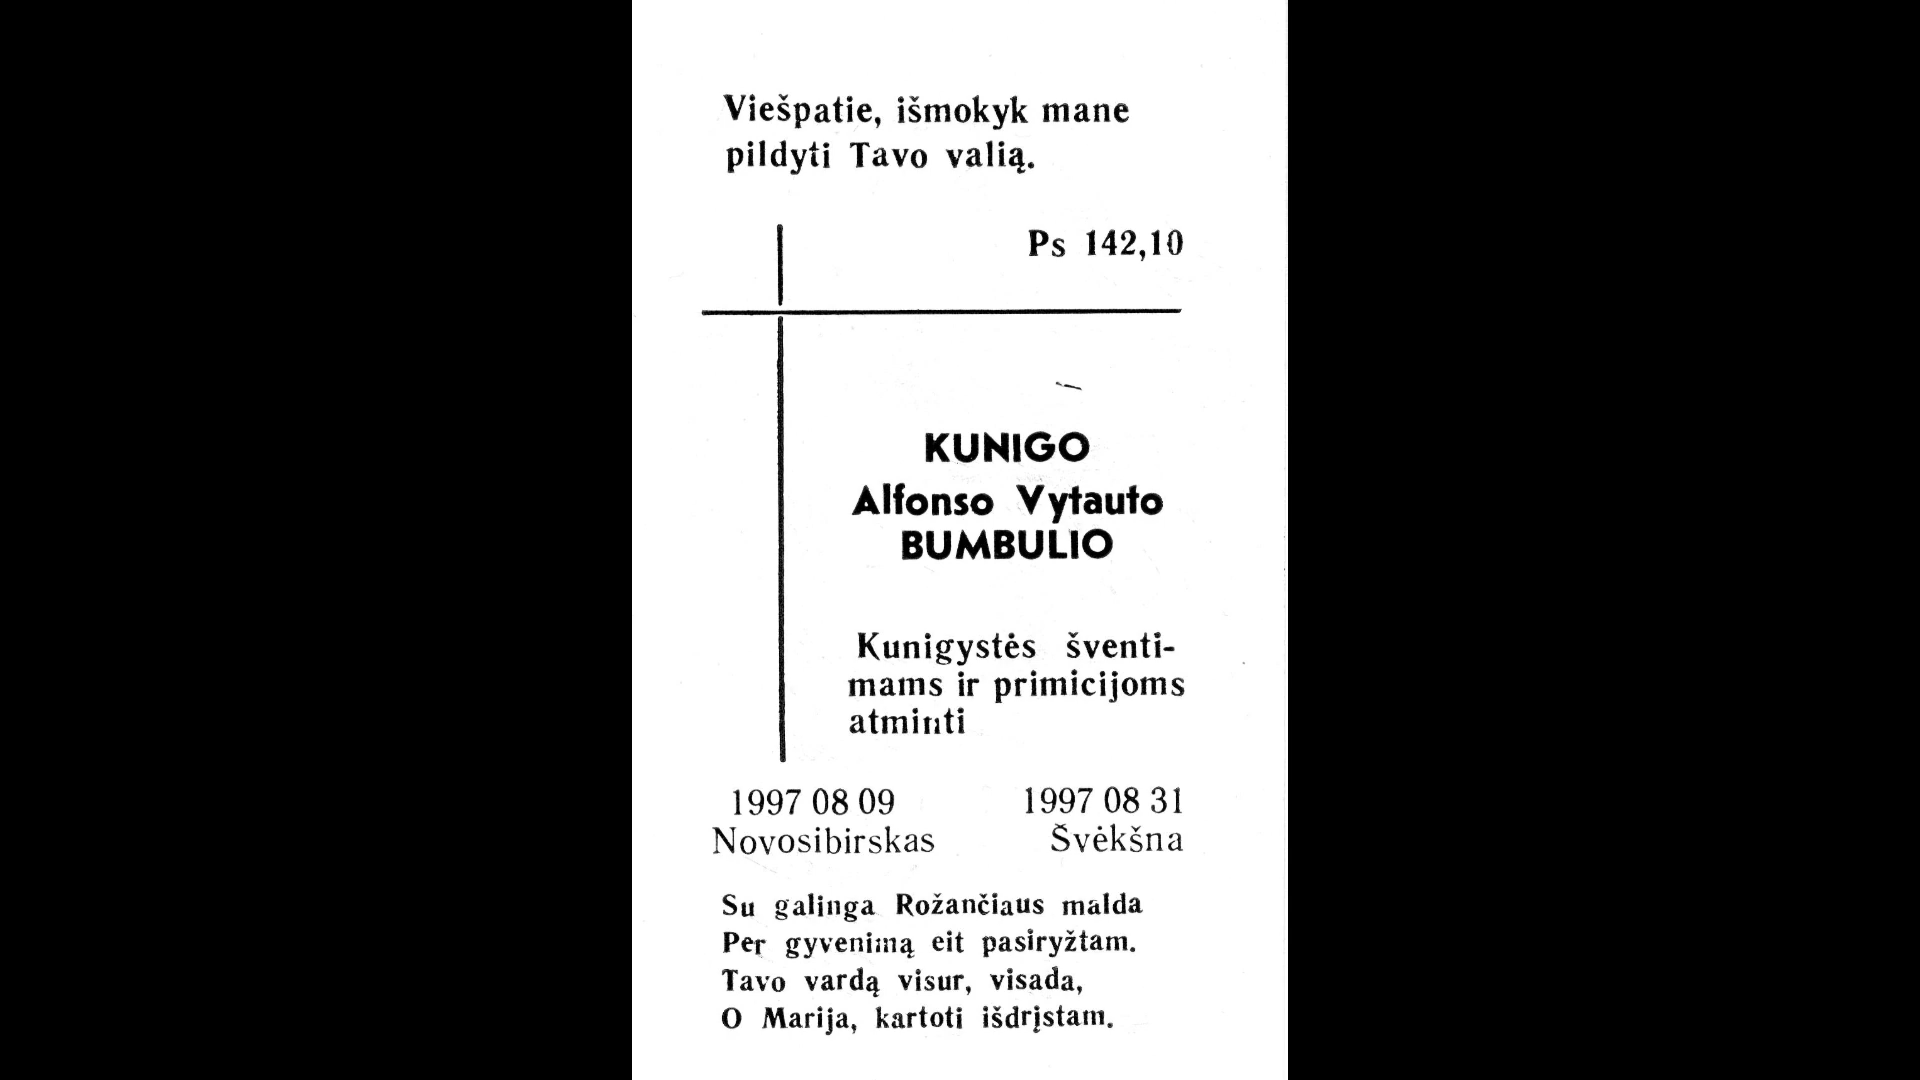 Viešpatie, išmokyk mane
pildyti Tavo valią.
Ps 142,10
KUNIGO
Alfonso Vytauto
BUMBULIO
Kunigystės šventi-
mams ir primicijoms
atminti
1997 08 09 1997 08 31
Novosibirskas Švėkšna
Su galinga Rožančiaus malda
Per gyvenimą eit pasiryžtam.
Tavo vardą visur, visada,
O Marija, kartoti išdrįstam.